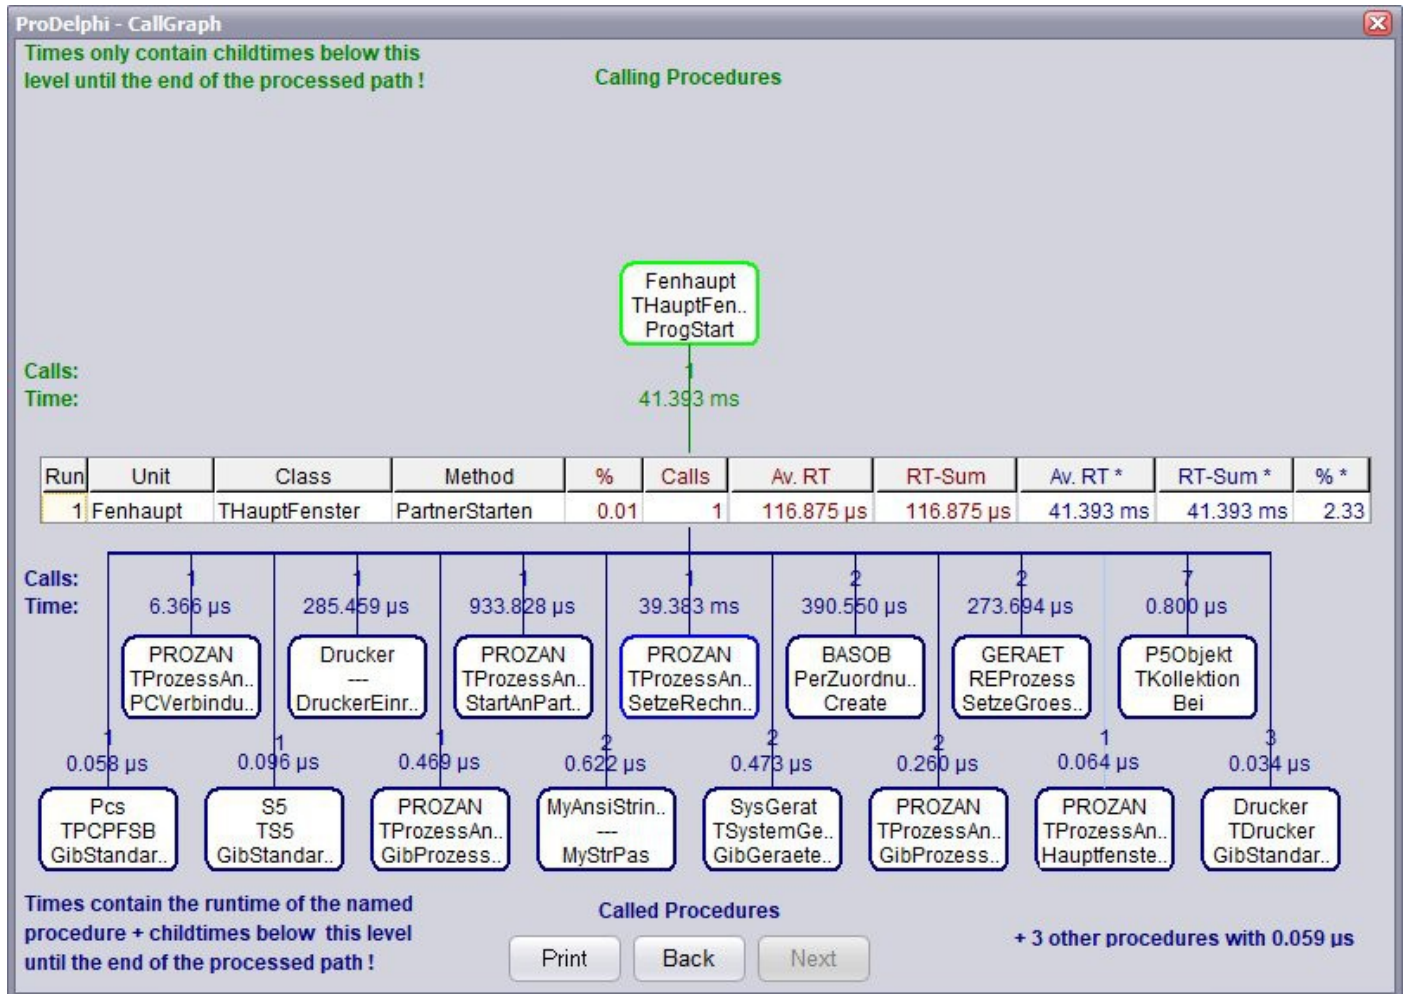 ProDelphi - CallGraph
Times only contain childtimes below this
level until the end of the processed path !
Calling Procedures
Fenhaupt
THauptFen..
ProgStart
Calls: 1
Time: 41.393 ms
Run Unit Class Method % Calls Av. RT RT-Sum Av. RT * RT-Sum * % *
1 Fenhaupt THauptFenster PartnerStarten 0.01 1 116.875 µs 116.875 µs 41.393 ms 41.393 ms 2.33
Calls: 1 1 1 1 2 2 7
Time: 6.366 µs 285.459 µs 933.828 µs 39.383 ms 390.550 µs 273.694 µs 0.800 µs
PROZAN Drucker PROZAN PROZAN BASOB GERAET P5Objekt
TProzessAn.. --- TProzessAn.. TProzessAn.. PerZuordnu.. REProzess TKollektion
PCVerbindu.. DruckerEinr.. StartAnPart.. SetzeRechn.. Create SetzeGroes.. Bei
1 1 1 2 2 2 1 3
0.058 µs 0.096 µs 0.469 µs 0.622 µs 0.473 µs 0.260 µs 0.064 µs 0.034 µs
Pcs S5 PROZAN MyAnsiStrin.. SysGerat PROZAN PROZAN Drucker
TPCPFSB TS5 TProzessAn.. --- TSystemGe.. TProzessAn.. TProzessAn.. TDrucker
GibStandar.. GibStandar.. GibProzess.. MyStrPas GibGeraete.. GibProzess.. Hauptfenste.. GibStandar..
Times contain the runtime of the named
procedure + childtimes below this level
until the end of the processed path !
Called Procedures
+ 3 other procedures with 0.059 µs
Print Back Next